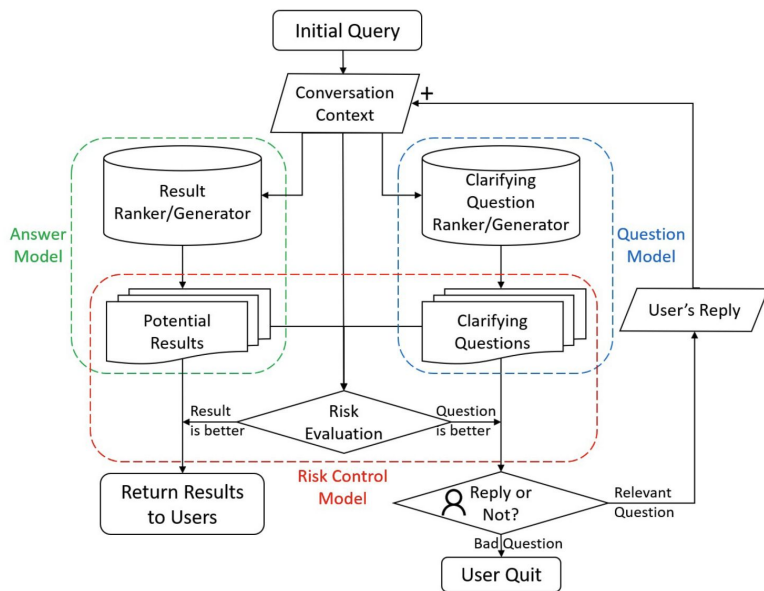 Initial Query
Conversation
Context
+
Result
Ranker/Generator
Clarifying
Question
Ranker/Generator
Answer
Model
Question
Model
Potential
Results
Clarifying
Questions
User's Reply
Result
is better
Risk
Evaluation
Question
is better
Risk Control
Model
Return Results
to Users
Reply or
Not?
Relevant
Question
Bad Question
User Quit